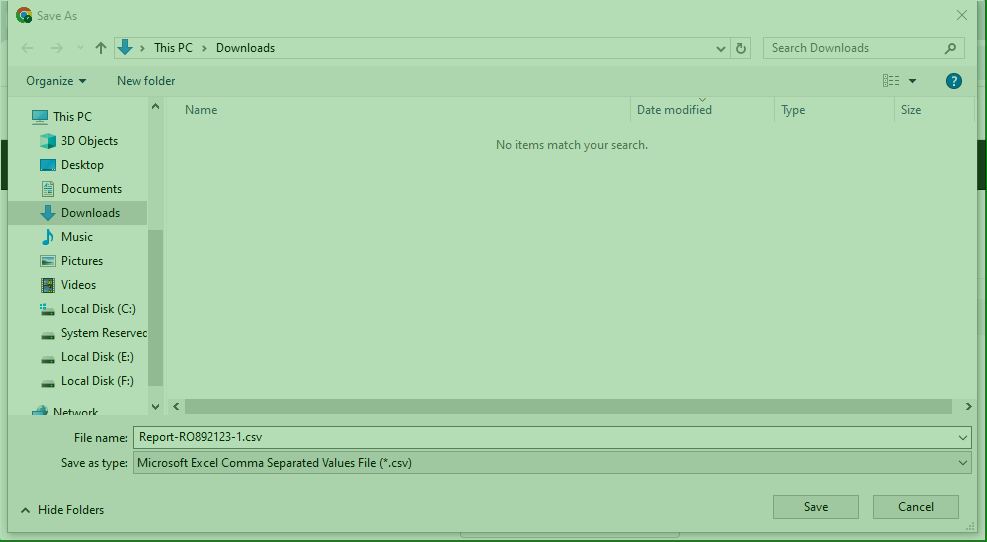 Save As
This PC > Downloads
Search Downloads
Organize
New folder
?
Name
Date modified
Type
Size
No items match your search.
This PC
3D Objects
Desktop
Documents
Downloads
Music
Pictures
Videos
Local Disk (C:)
System Reserved
Local Disk (E:)
Local Disk (F:)
Network
File name: Report-RO892123-1.csv
Save as type: Microsoft Excel Comma Separated Values File (*.csv)
Hide Folders
Save
Cancel